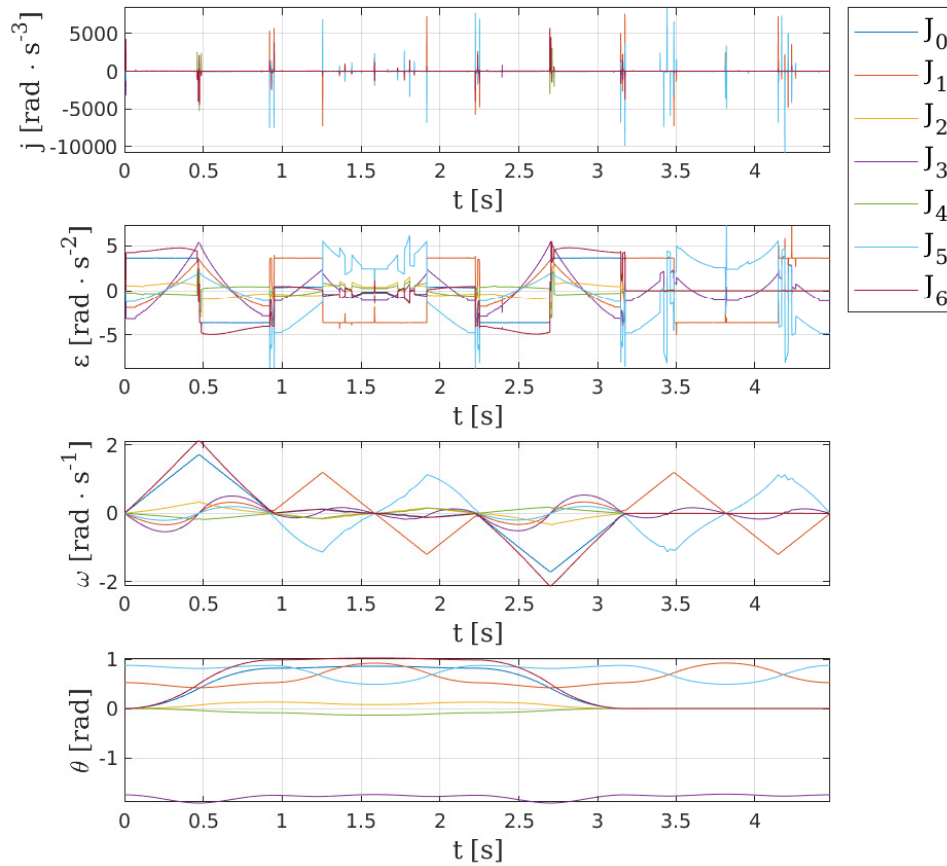 5000
0
-5000
-10000
j [rad · s⁻³]
0 0.5 1 1.5 2 2.5 3 3.5 4
t [s]
J₀
J₁
J₂
J₃
J₄
J₅
J₆
5
0
-5
ε [rad · s⁻²]
0 0.5 1 1.5 2 2.5 3 3.5 4
t [s]
2
0
-2
ω [rad · s⁻¹]
0 0.5 1 1.5 2 2.5 3 3.5 4
t [s]
1
0
-1
θ [rad]
0 0.5 1 1.5 2 2.5 3 3.5 4
t [s]